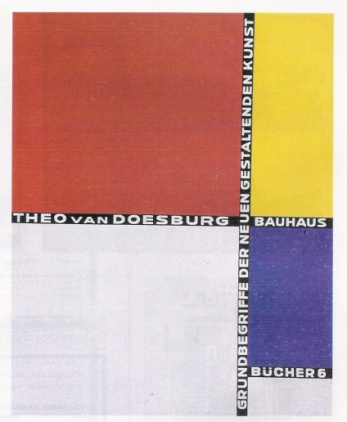 THEO VAN DOESBURG
GRUNDBEGRIFFE DER NEUEN GESTALTENDEN KUNST
BAUHAUS
BÜCHER 6